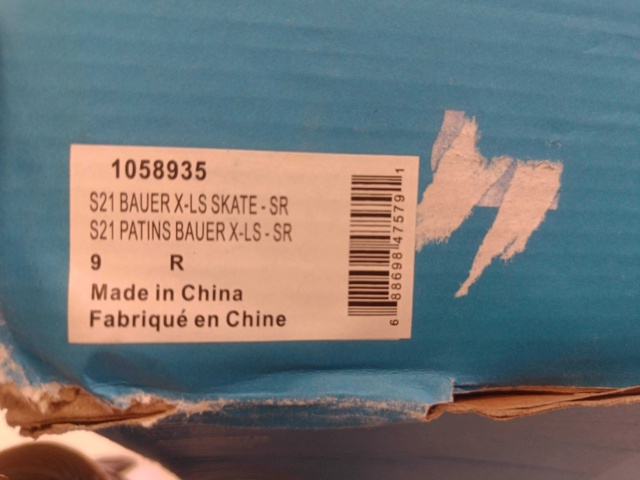 1058935
S21 BAUER X-LS SKATE - SR
S21 PATINS BAUER X-LS - SR
9 R
Made in China
Fabriqué en Chine
6 88698 47579 1